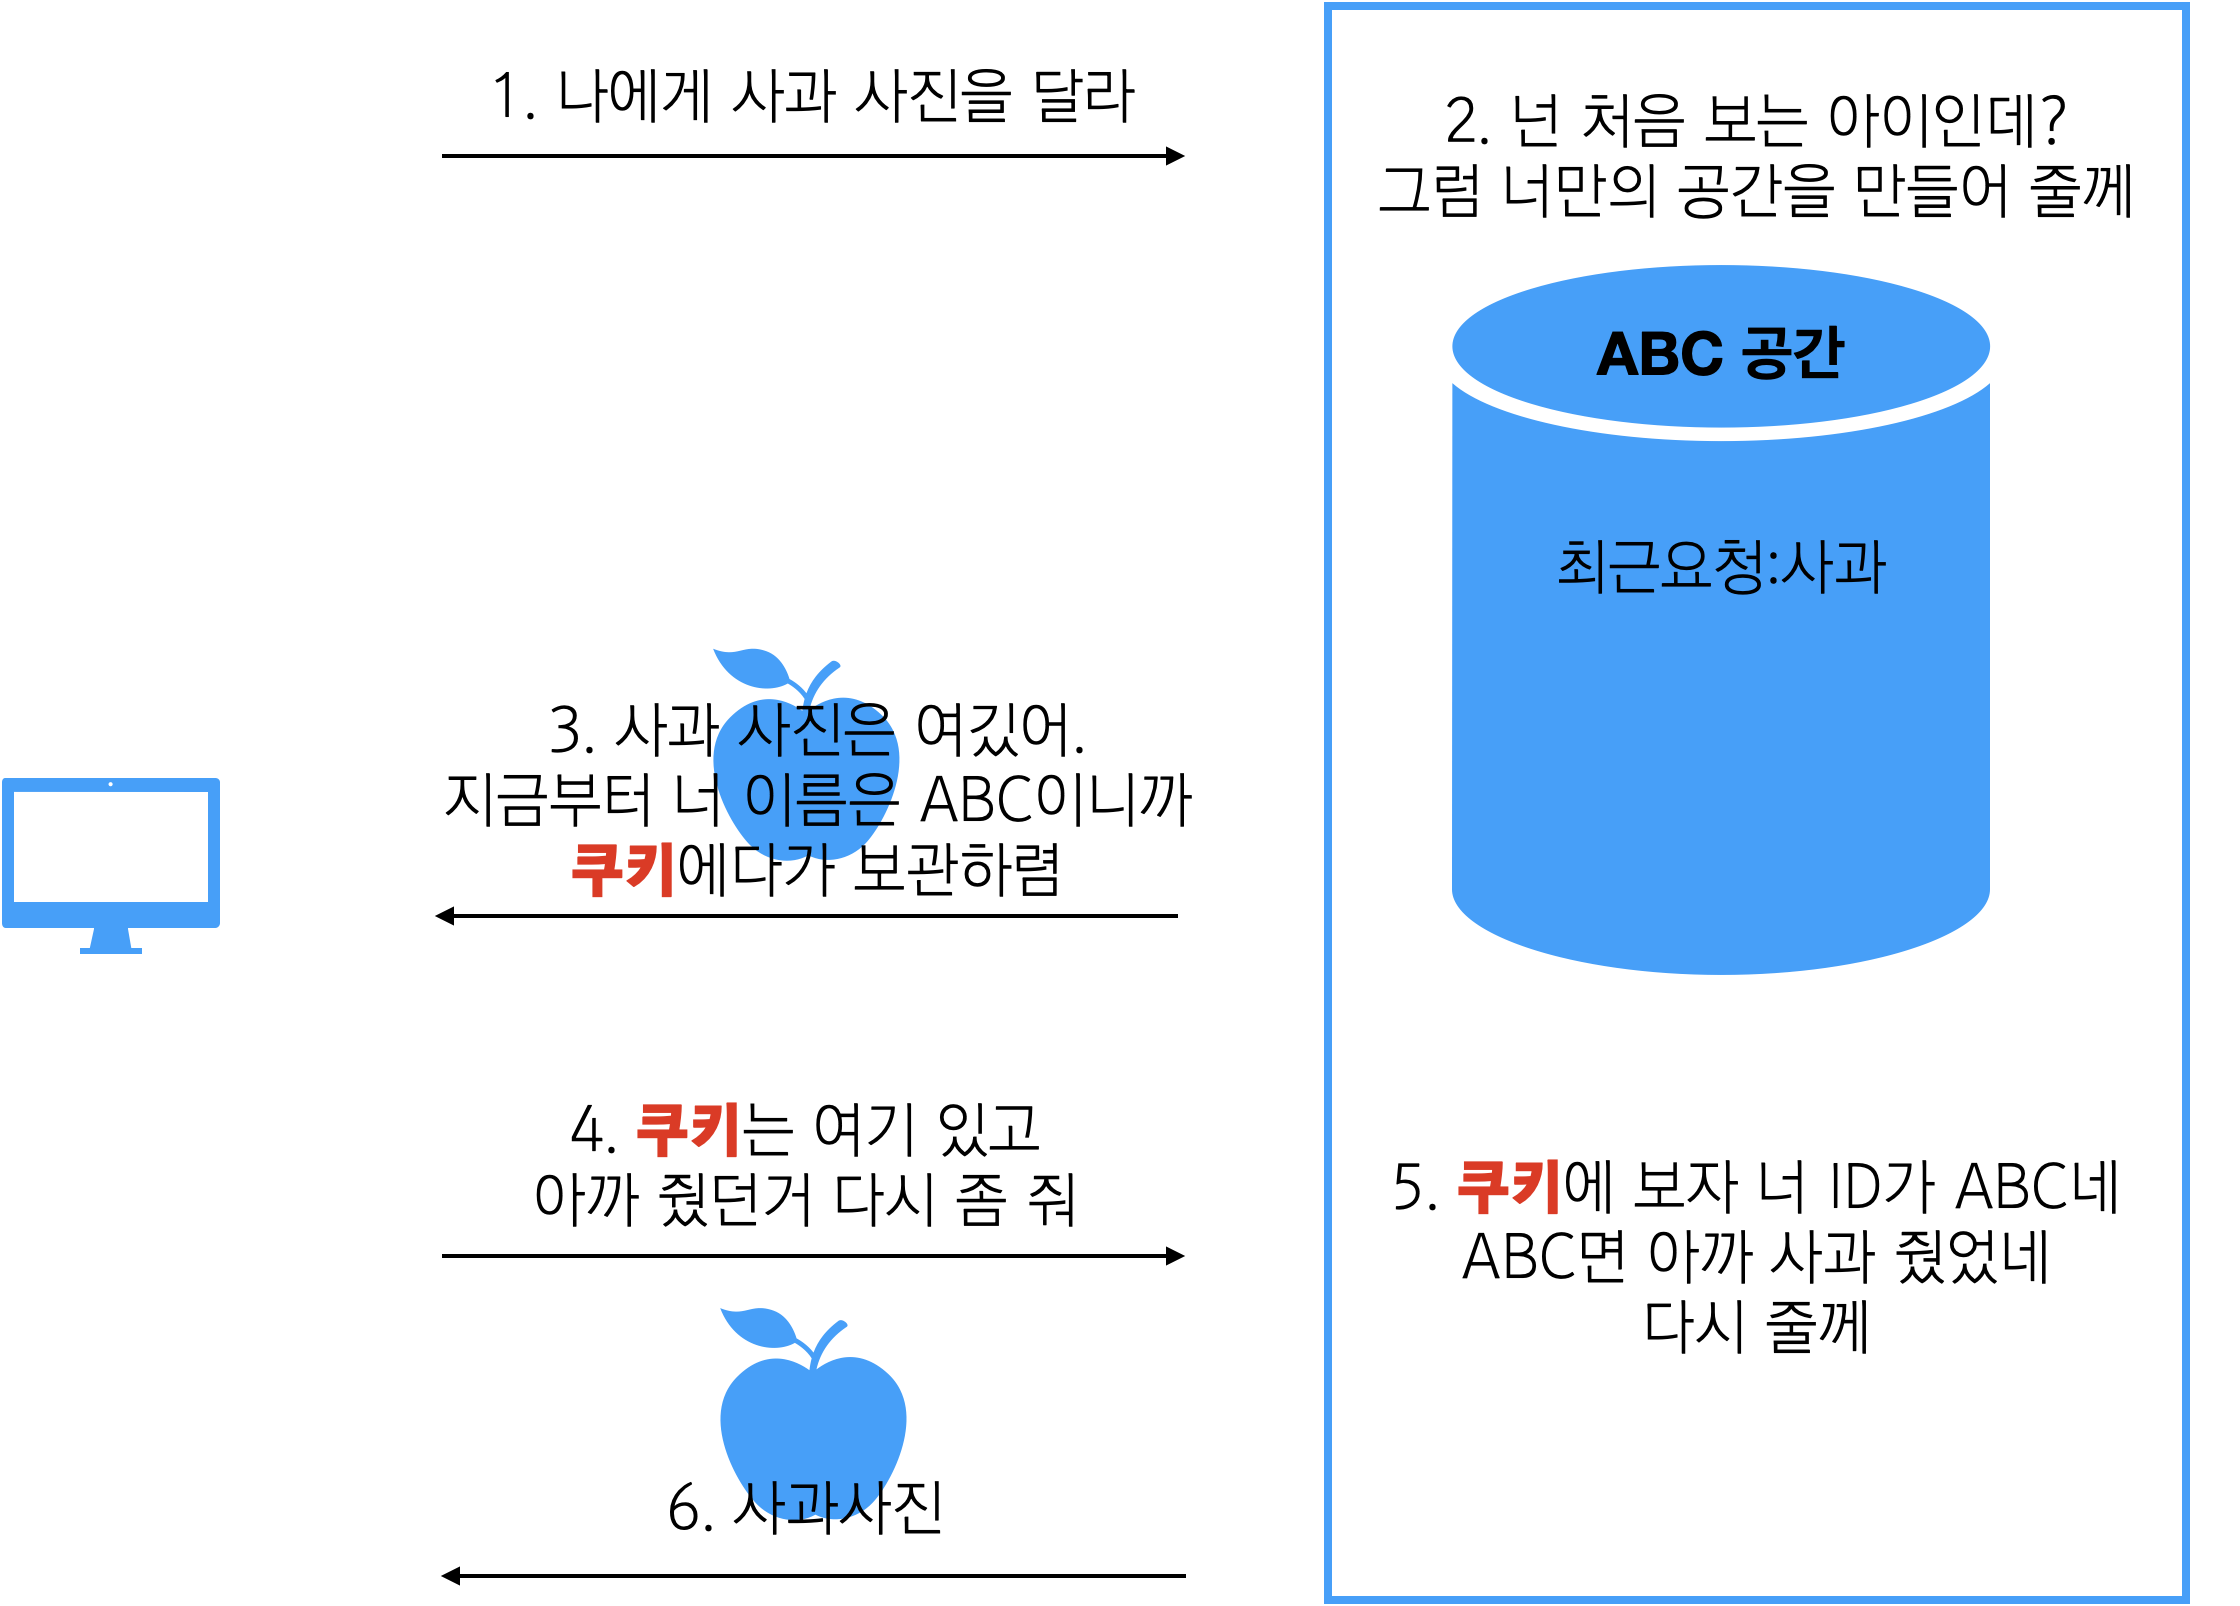 1. 나에게 사과 사진을 달라
2. 넌 처음 보는 아이인데?
그럼 너만의 공간을 만들어 줄께
ABC 공간
최근요청:사과
3. 사과 사진은 여깄어.
지금부터 너 이름은 ABC이니까
쿠키에다가 보관하렴
4. 쿠키는 여기 있고
아까 줬던거 다시 좀 줘
5. 쿠키에 보자 너 ID가 ABC네
ABC면 아까 사과 줬었네
다시 줄께
6. 사과사진